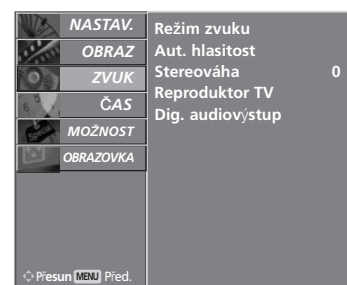 NASTAV.
OBRAZ
ZVUK
ČAS
MOŽNOST
OBRAZOVKA
Režim zvuku
Aut. hlasitost
Stereováha 0
Reproduktor TV
Dig. audiovýstup
Přesun MENU Před.